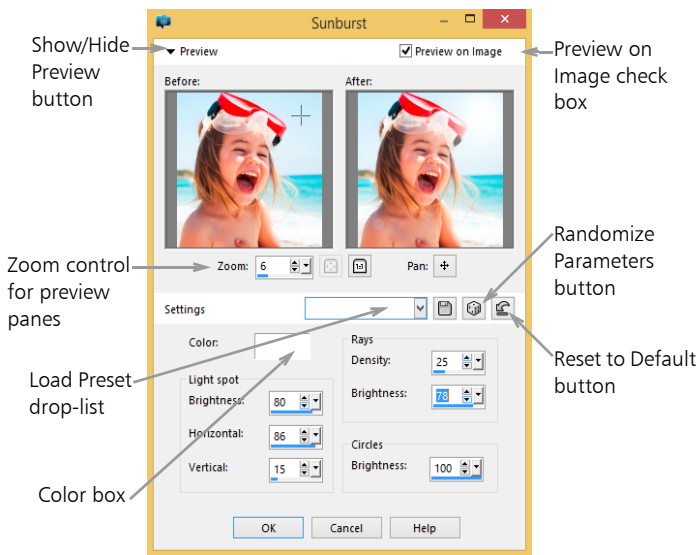 Sunburst
Show/Hide
Preview
button
Preview
Preview on Image
Preview on
Image check
box
Before:
After:
Zoom control
for preview
panes
Zoom:
6
1:1
Pan:
Randomize
Parameters
button
Settings
Reset to Default
button
Load Preset
drop-list
Color:
Light spot
Brightness:
80
Horizontal:
86
Vertical:
15
Rays
Density:
25
Brightness:
78
Circles
Brightness:
100
Color box
OK
Cancel
Help